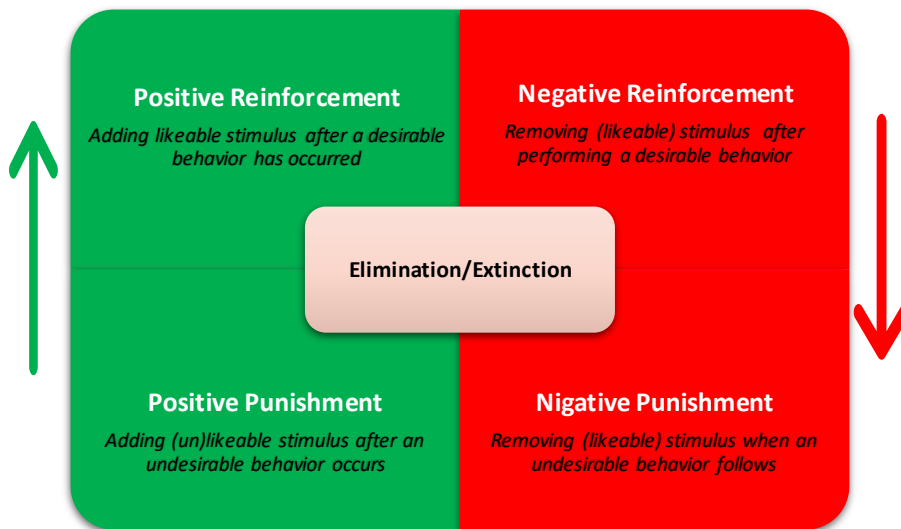 Positive Reinforcement
Adding likeable stimulus after a desirable
behavior has occurred
Negative Reinforcement
Removing (likeable) stimulus after
performing a desirable behavior
Elimination/Extinction
Positive Punishment
Adding (un)likeable stimulus after an
undesirable behavior occurs
Nigative Punishment
Removing (likeable) stimulus when an
undesirable behavior follows